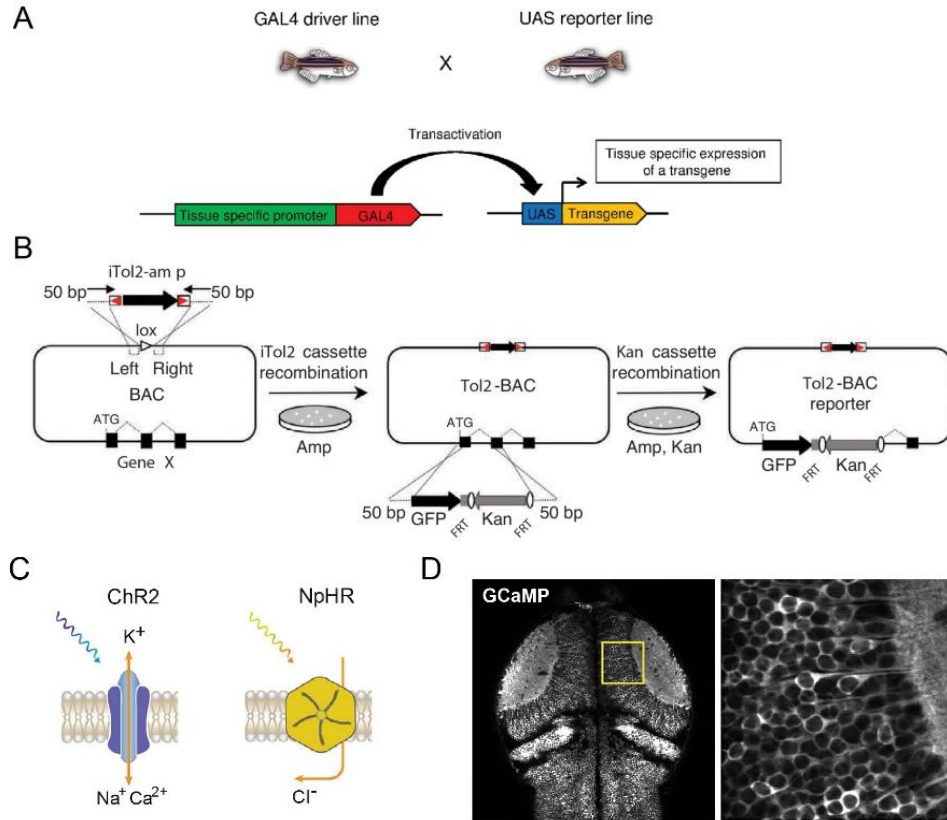 A
GAL4 driver line
UAS reporter line
X
Transactivation
Tissue specific expression
of a transgene
Tissue specific promoter
GAL4
UAS
Transgene
B
iTol2-am p
50 bp
50 bp
lox
Left
Right
BAC
ATG
Gene X
iTol2 cassette
recombination
Amp
Tol2 -BAC
ATG
50 bp
GFP
FRT
Kan
FRT
50 bp
Kan cassette
recombination
Amp, Kan
Tol2 -BAC
reporter
ATG
GFP
FRT
Kan
FRT
C
ChR2
K+
Na+ Ca2+
NpHR
Cl-
D
GCaMP